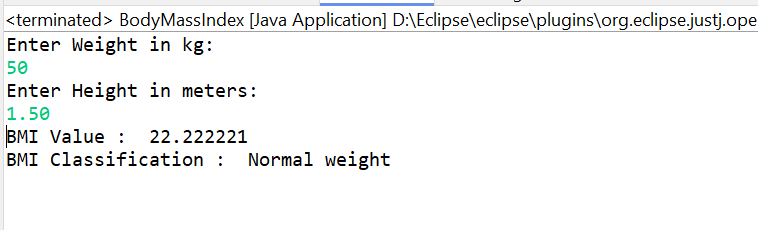 <terminated> BodyMassIndex [Java Application] D:\Eclipse\eclipse\plugins\org.eclipse.justj.ope
Enter Weight in kg:
50
Enter Height in meters:
1.50
BMI Value :  22.222221
BMI Classification :  Normal weight